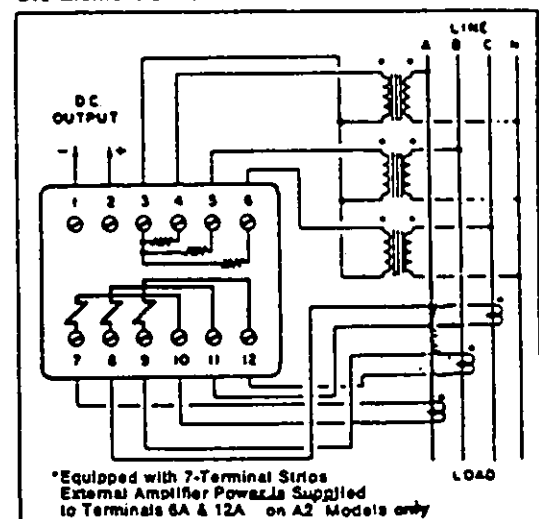 LINE
A B C N
D.C.
OUTPUT
- +
1 2 3 4 5 6
7 8 9 10 11 12
LOAD
*Equipped with 7-Terminal Strips
External Amplifier Power is Supplied
to Terminals 6A & 12A on A2 Models only